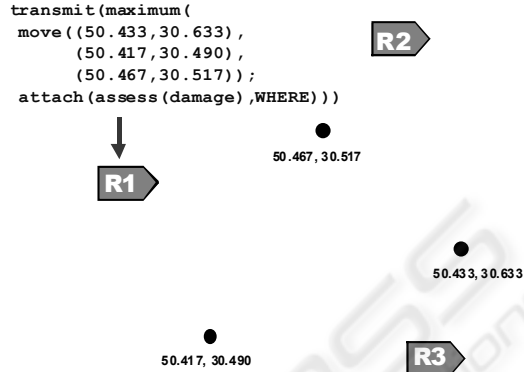 transmit(maximum(
move((50.433,30.633),
(50.417,30.490),
(50.467,30.517));
attach(assess(damage),WHERE)))
R2
50.467, 30.517
R1
50.433, 30.633
50.417, 30.490
R3